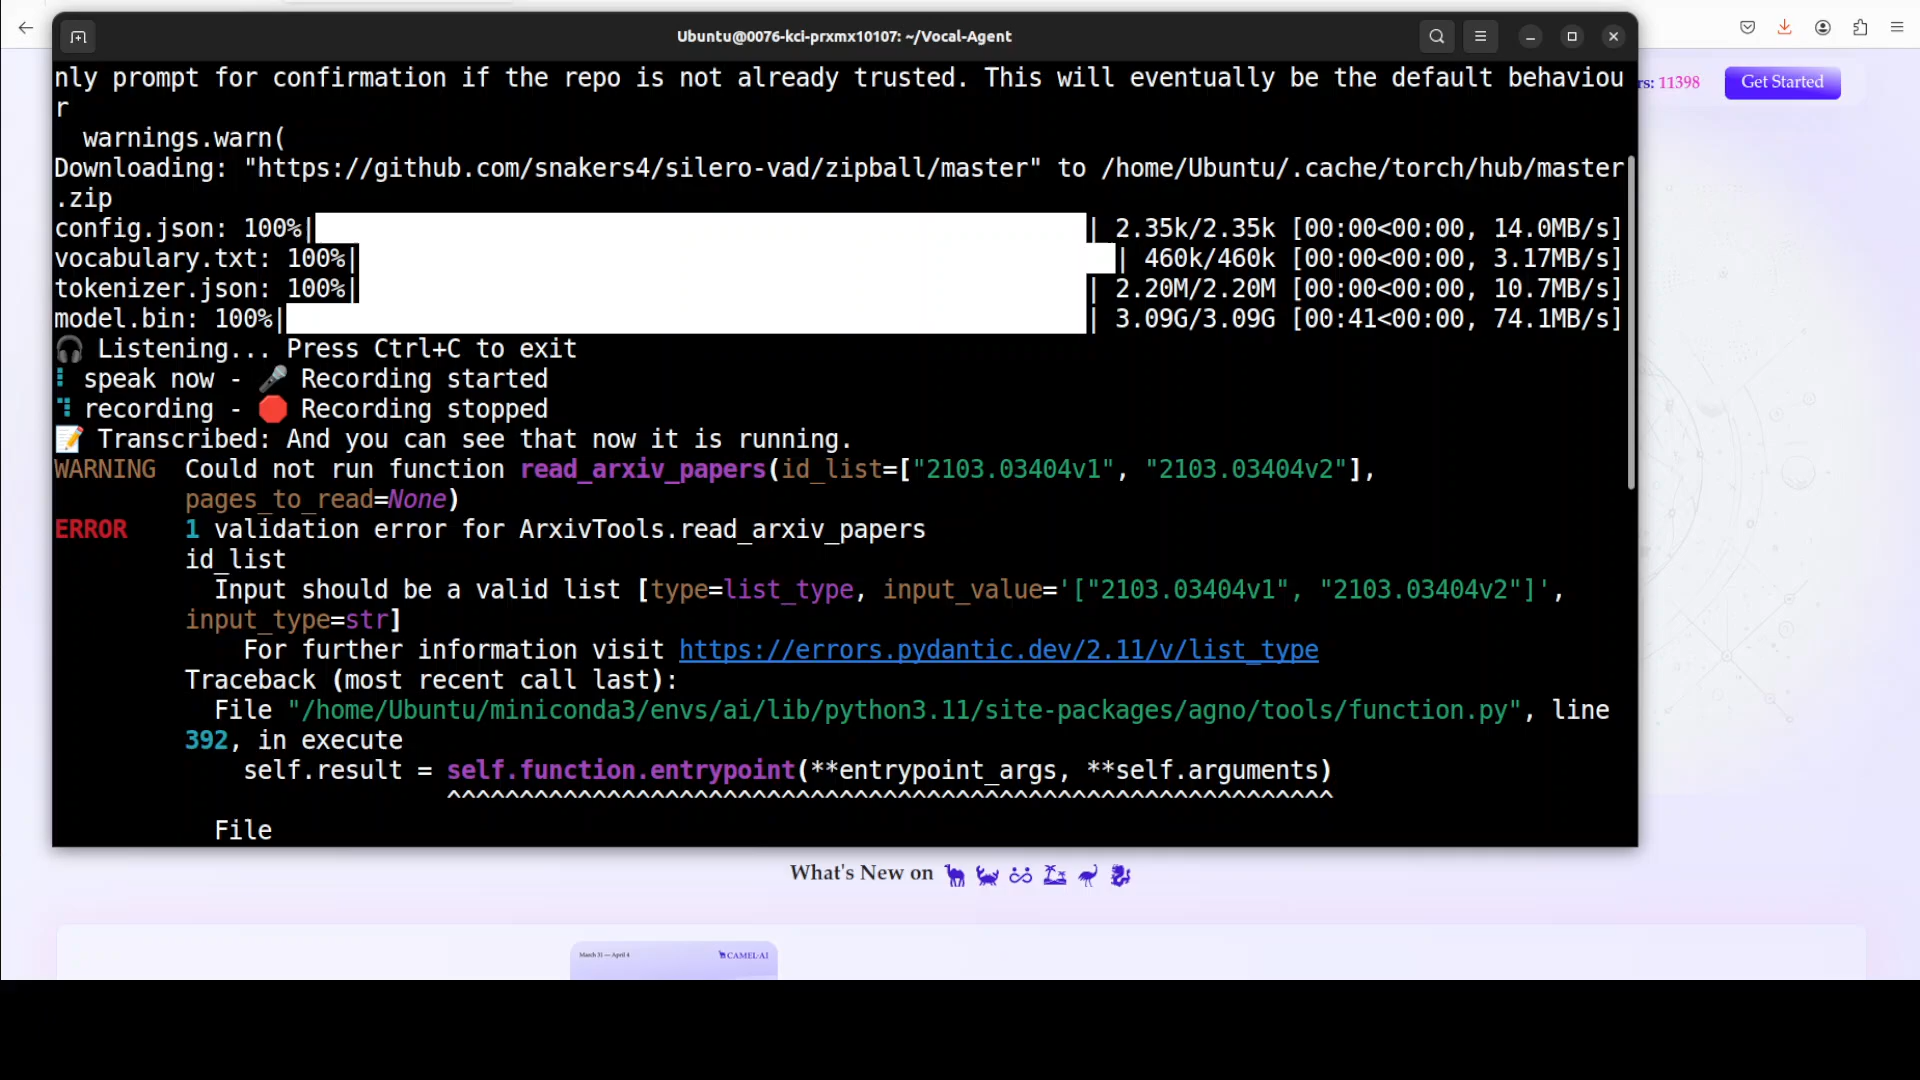 Ubuntu@0076-kci-prxmx10107: ~/Vocal-Agent
rs: 11398
Get Started
nly prompt for confirmation if the repo is not already trusted. This will eventually be the default behaviou
r
warnings.warn(
Downloading: "https://github.com/snakers4/silero-vad/zipball/master" to /home/Ubuntu/.cache/torch/hub/master
.zip
config.json: 100%| | 2.35k/2.35k [00:00<00:00, 14.0MB/s]
vocabulary.txt: 100%| | 460k/460k [00:00<00:00, 3.17MB/s]
tokenizer.json: 100%| | 2.20M/2.20M [00:00<00:00, 10.7MB/s]
model.bin: 100%| | 3.09G/3.09G [00:41<00:00, 74.1MB/s]
🎧 Listening... Press Ctrl+C to exit
⠇ speak now - 🎤 Recording started
⠹ recording - 🛑 Recording stopped
📝 Transcribed: And you can see that now it is running.
WARNING Could not run function read_arxiv_papers(id_list=["2103.03404v1", "2103.03404v2"],
pages_to_read=None)
ERROR 1 validation error for ArxivTools.read_arxiv_papers
id_list
Input should be a valid list [type=list_type, input_value='["2103.03404v1", "2103.03404v2"]',
input_type=str]
For further information visit https://errors.pydantic.dev/2.11/v/list_type
Traceback (most recent call last):
File "/home/Ubuntu/miniconda3/envs/ai/lib/python3.11/site-packages/agno/tools/function.py", line
392, in execute
self.result = self.function.entrypoint(**entrypoint_args, **self.arguments)
^^^^^^^^^^^^^^^^^^^^^^^^^^^^^^^^^^^^^^^^^^^^^^^^^^^^^^^^^^^^^
File
What's New on
March 31 — April 4
CAMEL-AI